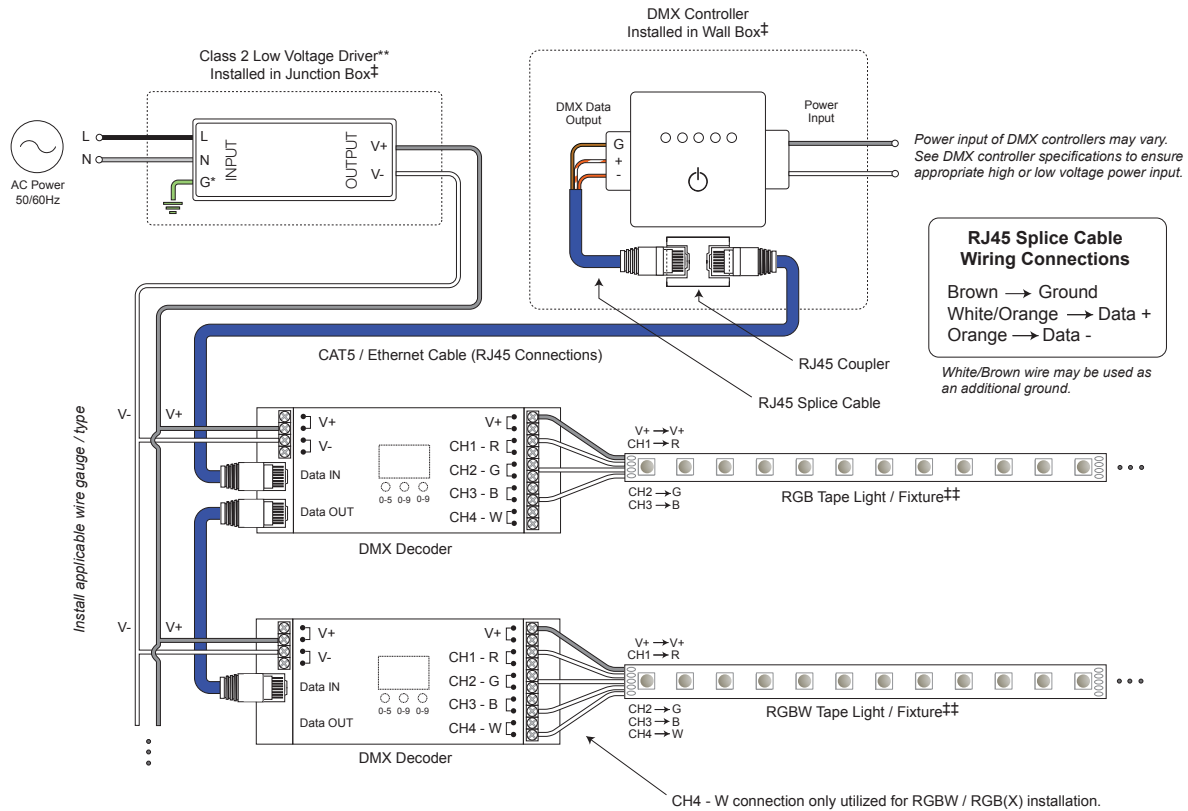 DMX Controller
Installed in Wall Box‡
Class 2 Low Voltage Driver**
Installed in Junction Box‡
AC Power
50/60Hz
L
N
L
N
G*
INPUT
OUTPUT
V+
V-
DMX Data
Output
G
+
-
Power
Input
Power input of DMX controllers may vary.
See DMX controller specifications to ensure
appropriate high or low voltage power input.
RJ45 Splice Cable
Wiring Connections
Brown → Ground
White/Orange → Data +
Orange → Data -
White/Brown wire may be used as
an additional ground.
CAT5 / Ethernet Cable (RJ45 Connections)
RJ45 Coupler
RJ45 Splice Cable
Install applicable wire gauge / type
V-
V+
V+
V-
Data IN
Data OUT
0-5 0-9 0-9
V+
CH1 - R
CH2 - G
CH3 - B
CH4 - W
DMX Decoder
V+ → V+
CH1 → R
CH2 → G
CH3 → B
RGB Tape Light / Fixture‡‡
V-
V+
V+
V-
Data IN
Data OUT
0-5 0-9 0-9
V+
CH1 - R
CH2 - G
CH3 - B
CH4 - W
DMX Decoder
V+ → V+
CH1 → R
CH2 → G
CH3 → B
CH4 → W
RGBW Tape Light / Fixture‡‡
CH4 - W connection only utilized for RGBW / RGB(X) installation.